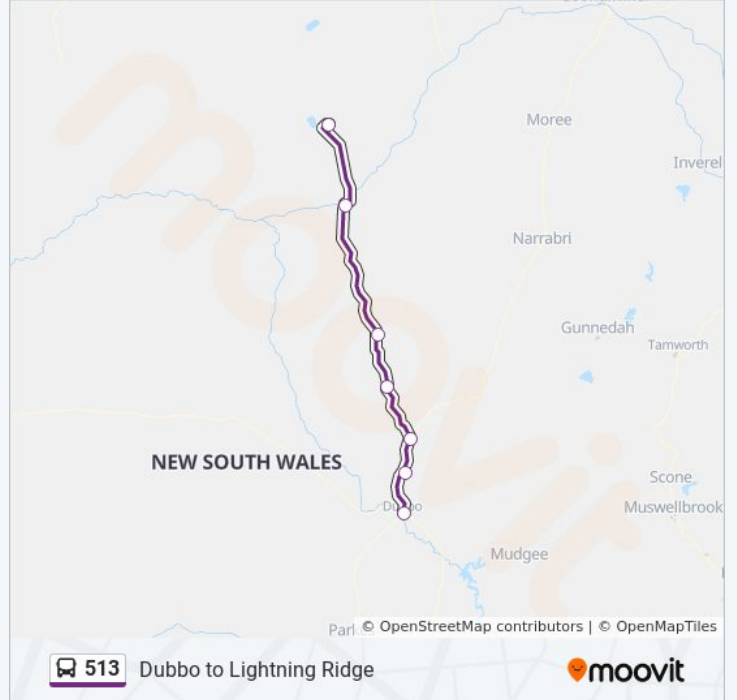 Moree
Inverel
Narrabri
Gunnedah
Tamworth
NEW SOUTH WALES
Scone
Dubbo
Muswellbrook
Mudgee
Parkes
© OpenStreetMap contributors | © OpenMapTiles
513 Dubbo to Lightning Ridge
moovit